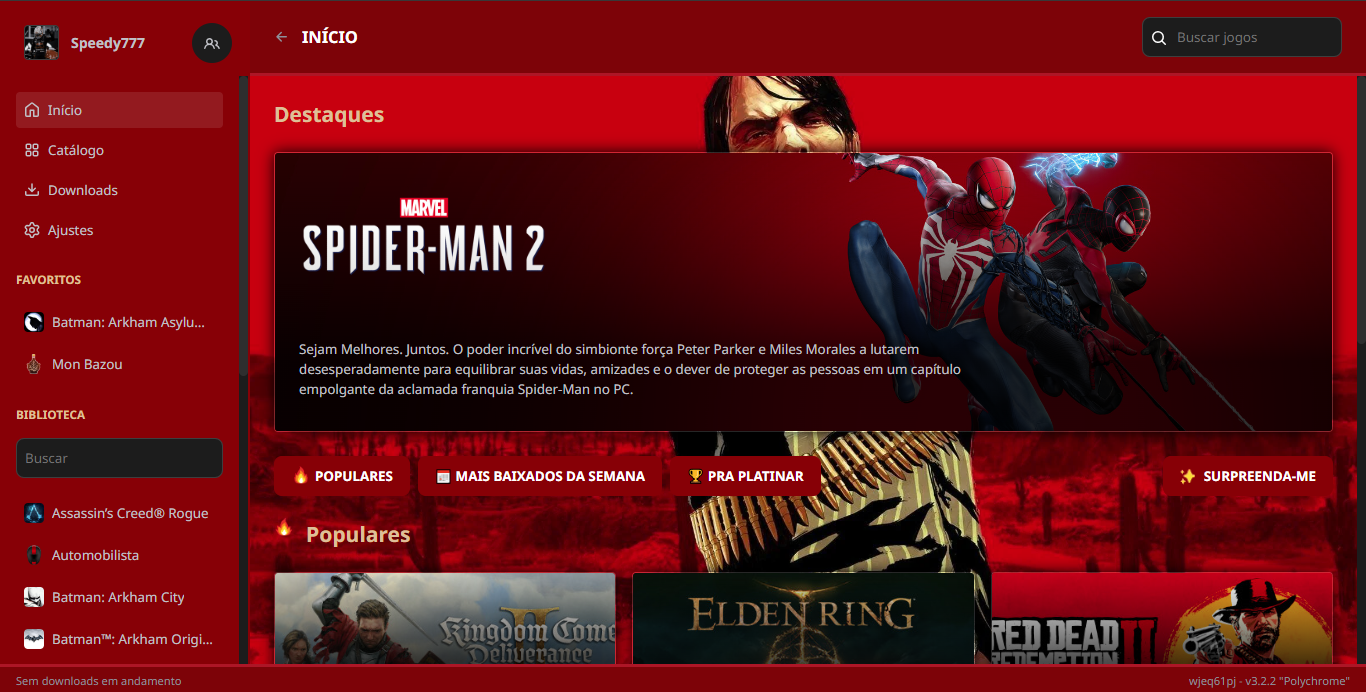 Speedy777
INÍCIO
Buscar jogos
Início
Catálogo
Downloads
Ajustes
FAVORITOS
Batman: Arkham Asylu...
Mon Bazou
BIBLIOTECA
Buscar
Assassin's Creed® Rogue
Automobilista
Batman: Arkham City
Batman™: Arkham Origi...
Destaques
MARVEL
SPIDER-MAN 2
Sejam Melhores. Juntos. O poder incrível do simbionte força Peter Parker e Miles Morales a lutarem
desesperadamente para equilibrar suas vidas, amizades e o dever de proteger as pessoas em um capítulo
empolgante da aclamada franquia Spider-Man no PC.
POPULARES
MAIS BAIXADOS DA SEMANA
PRA PLATINAR
SURPREENDA-ME
Populares
Kingdom Come
Deliverance
II
ELDEN RING
RED DEAD
REDEMPTION
II
Sem downloads em andamento
wjeq61pj - v3.2.2 "Polychrome"